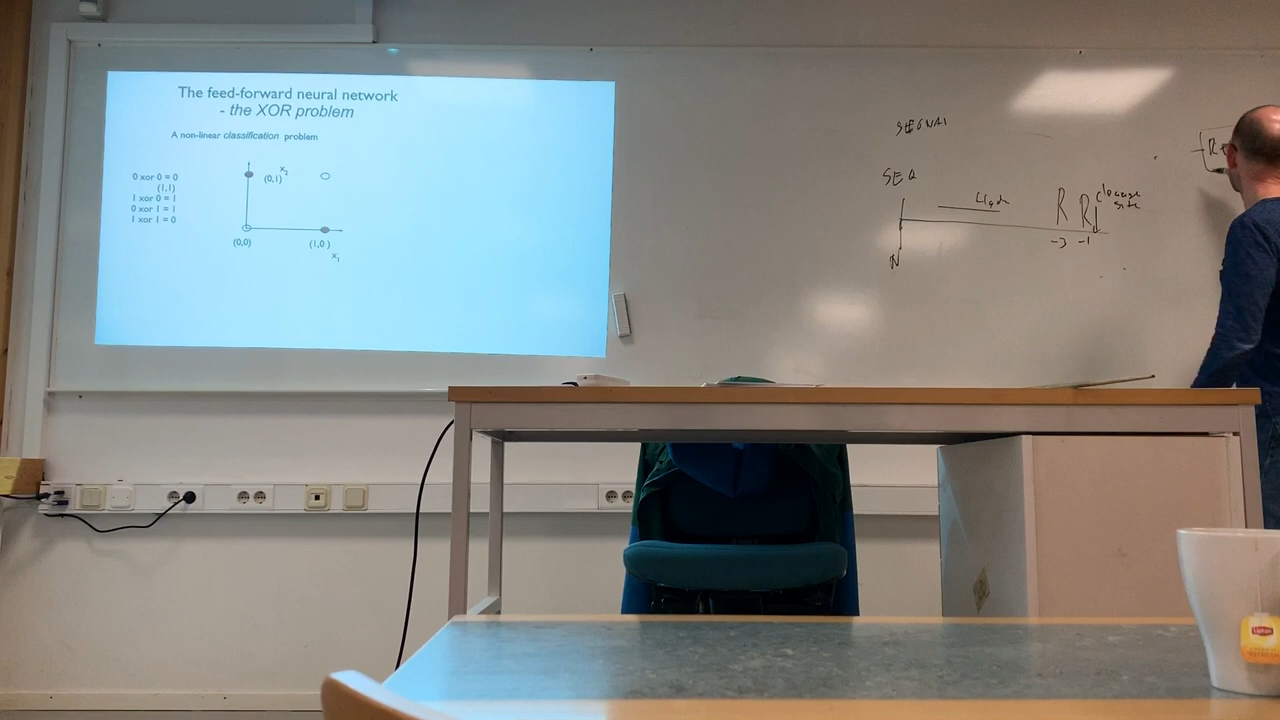 The feed-forward neural network
- the XOR problem
A non-linear classification problem
0 xor 0 = 0
(1,1)
1 xor 0 = 1
0 xor 1 = 1
1 xor 1 = 0
x2
(0,1)
(0,0)
(1,0)
x1
SEQ
N
R R
-3 -1
cleavage
site
Lipton